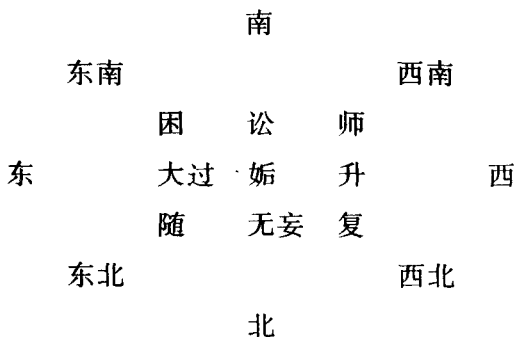 南
东南 西南
困 讼 师
东 大过 姤 升 西
随 无妄 复
东北 西北
北